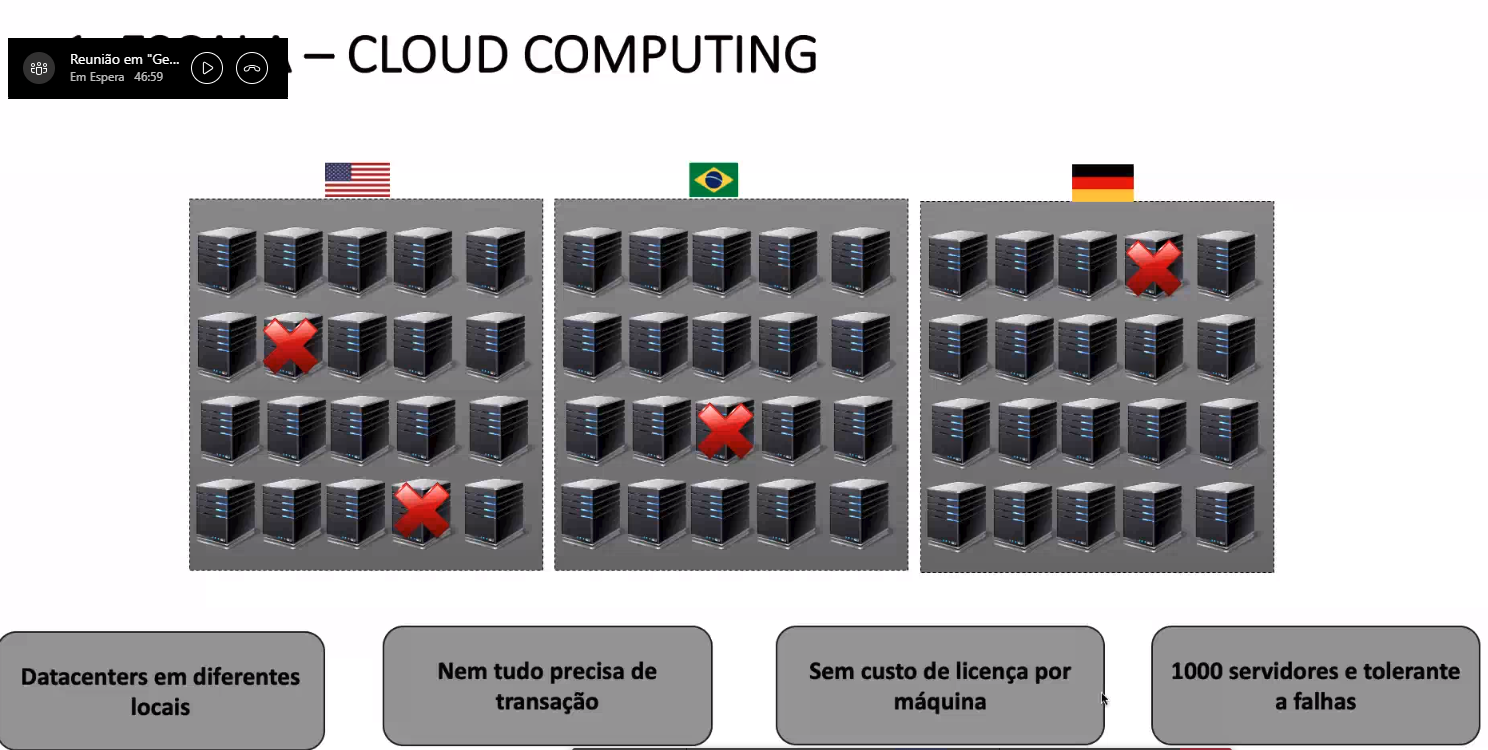 – CLOUD COMPUTING
Reunião em "Ge...
Em Espera 46:59
Datacenters em diferentes
locais
Nem tudo precisa de
transação
Sem custo de licença por
máquina
1000 servidores e tolerante
a falhas